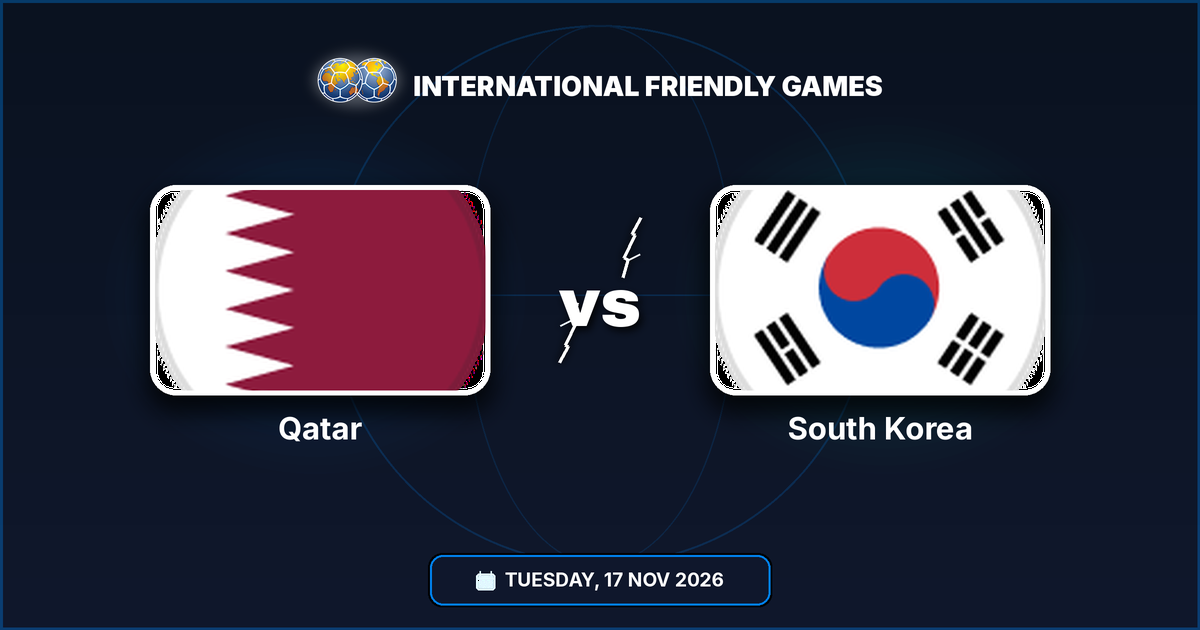 INTERNATIONAL FRIENDLY GAMES
vs
Qatar
South Korea
TUESDAY, 17 NOV 2026